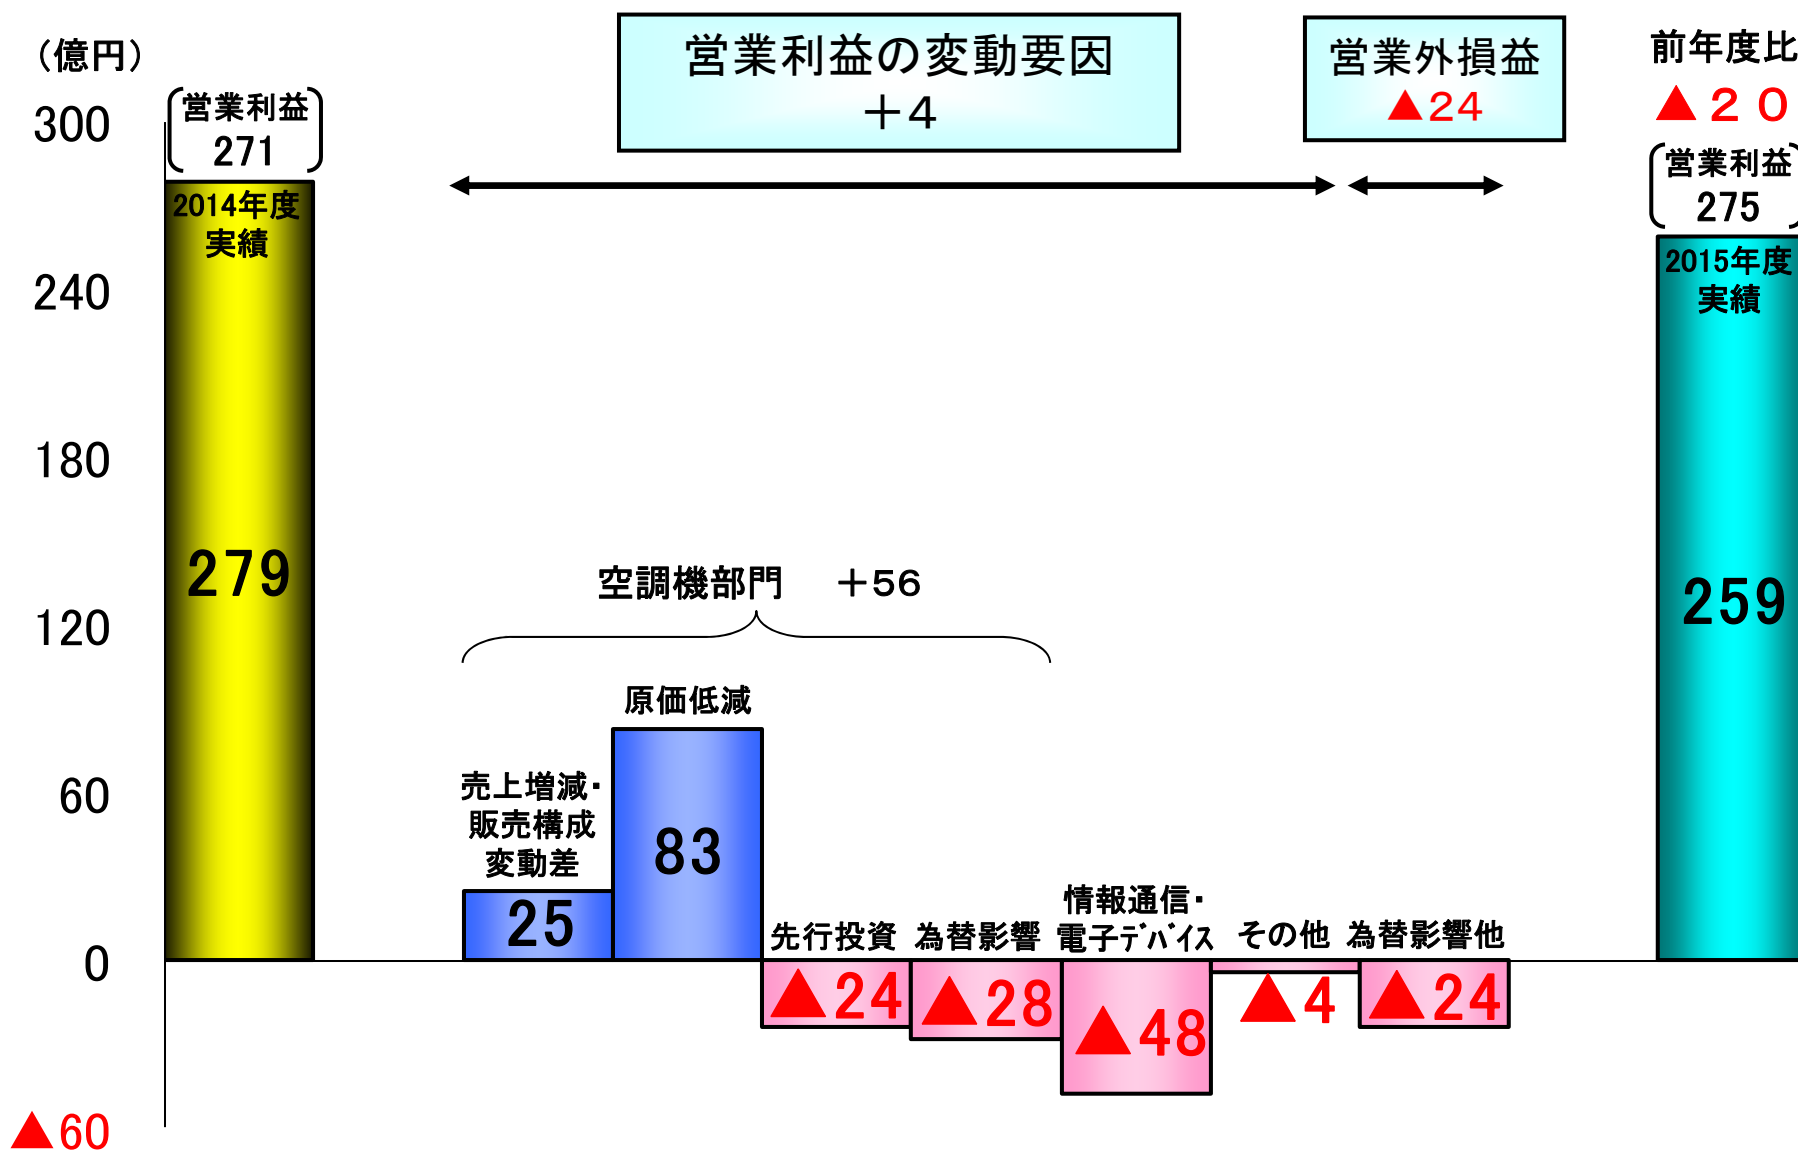 （億円）
営業利益の変動要因
＋4
営業外損益
▲24
前年度比
▲２０
営業利益
271
営業利益
275
2014年度
実績
279
2015年度
実績
259
300
240
180
120
60
0
▲60
空調機部門　＋56
売上増減・
販売構成
変動差
25
原価低減
83
先行投資
▲24
為替影響
▲28
情報通信・
電子ﾃﾞﾊﾞｲｽ
▲48
その他
▲4
為替影響他
▲24